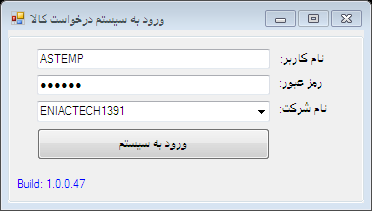 ورود به سیستم درخواست کالا
نام کاربر: ASTEMP
رمز عبور: ●●●●●●
نام شرکت: ENIACTECH1391
ورود به سیستم
Build: 1.0.0.47